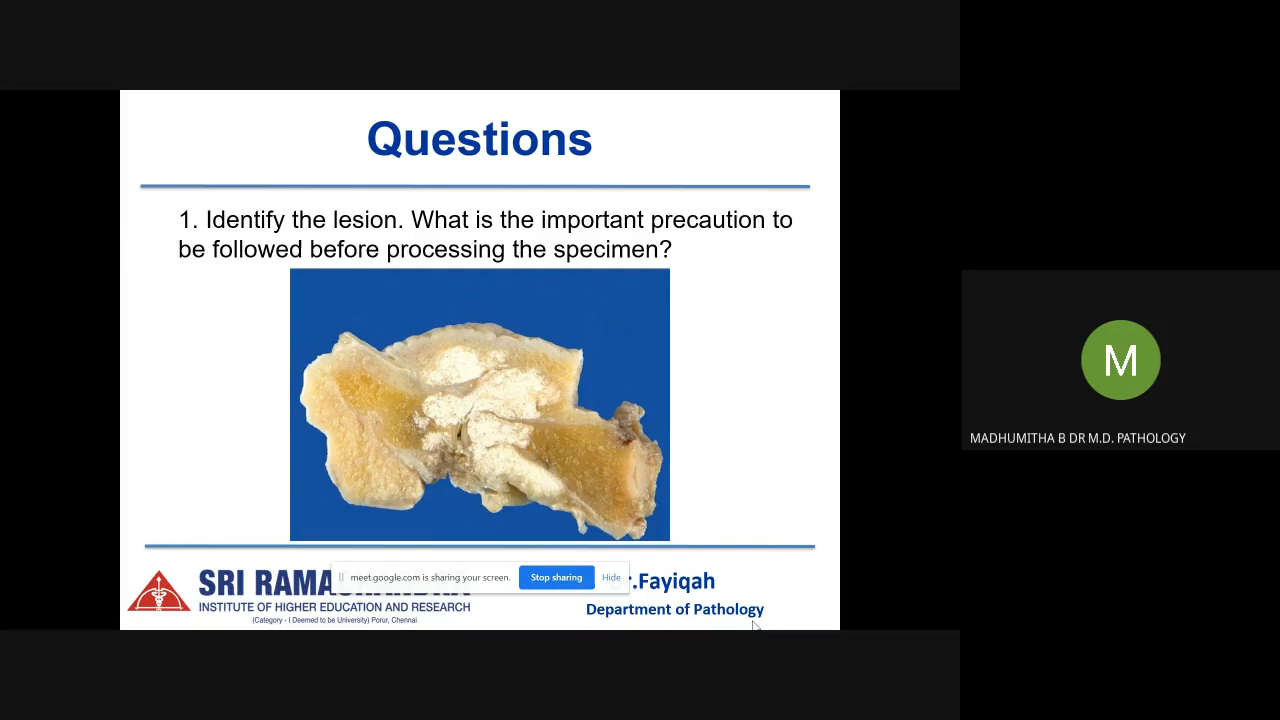 Questions
1. Identify the lesion. What is the important precaution to
be followed before processing the specimen?
M
MADHUMITHA B DR M.D. PATHOLOGY
SRI
meet.google.com is sharing your screen.
Stop sharing
Hide
.Fayiqah
INSTITUTE OF HIGHER EDUCATION AND RESEARCH
Department of Pathology
(Category - I Deemed to be University) Porur, Chennai